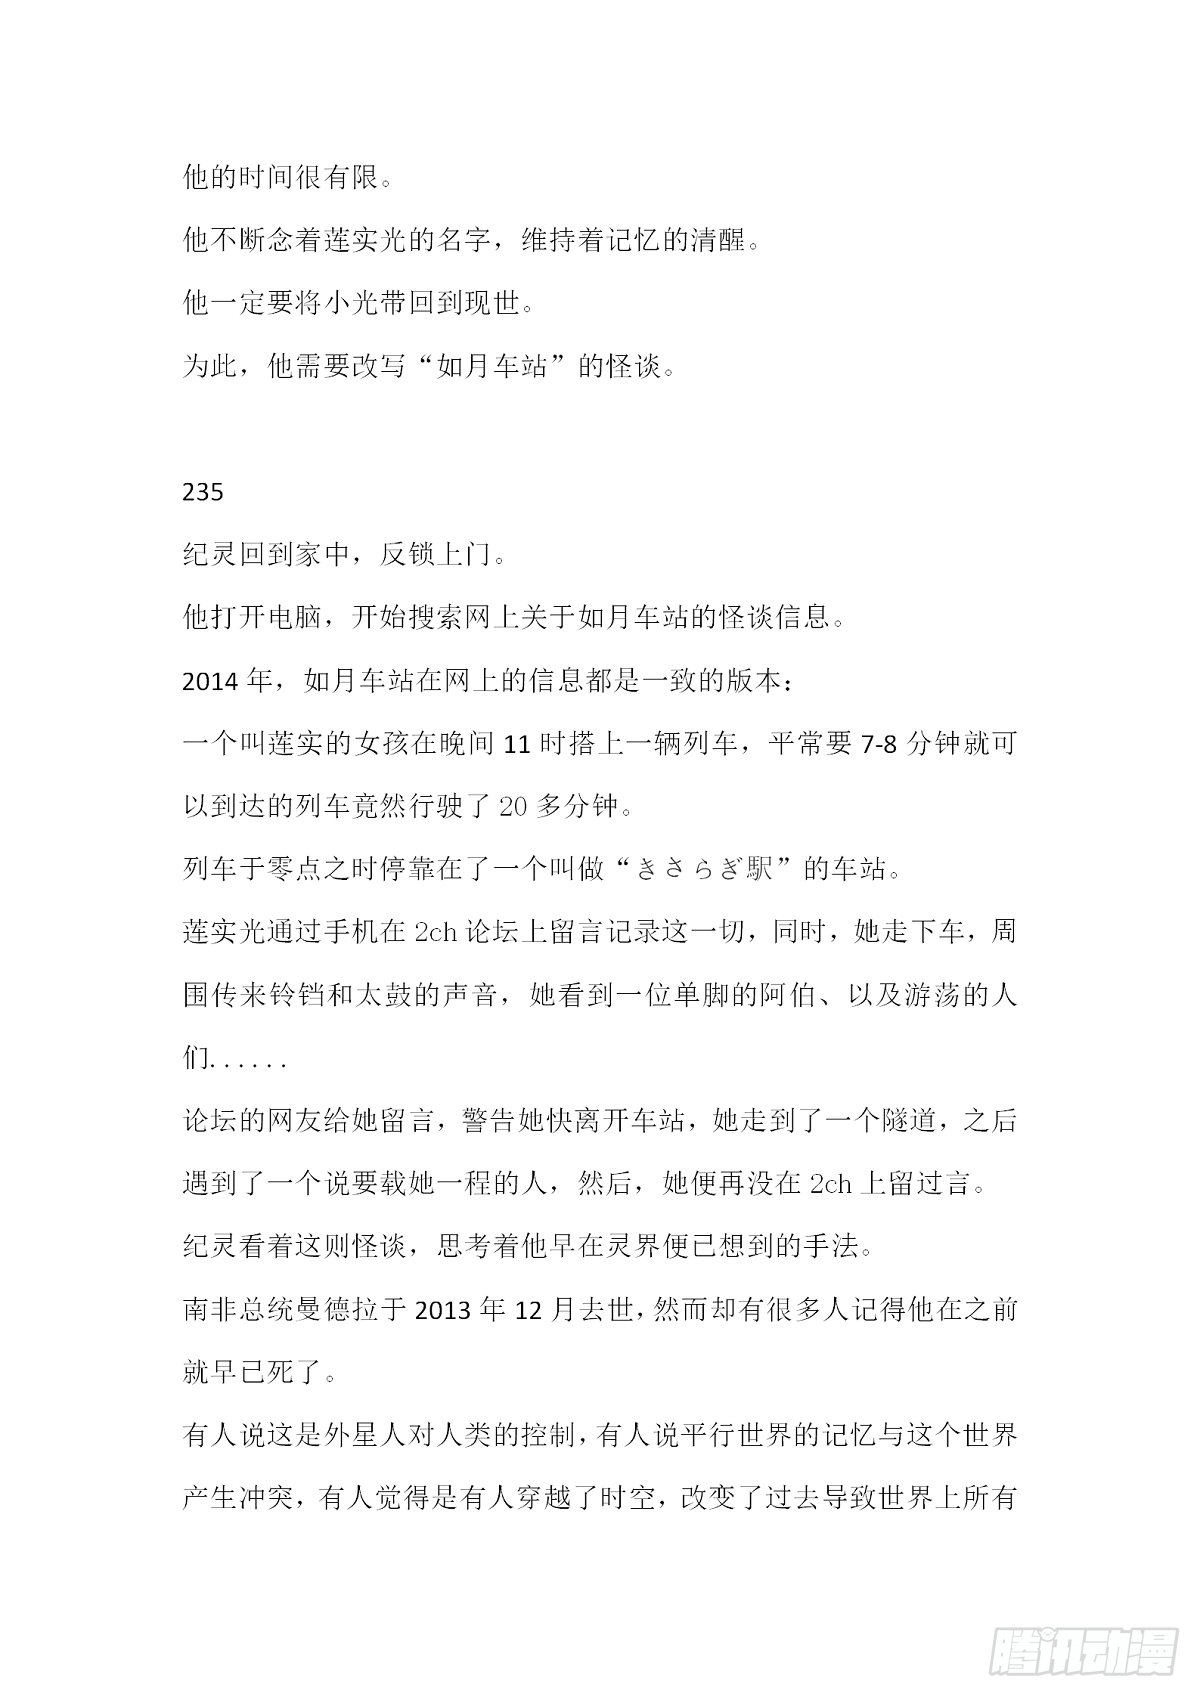 他的时间很有限。
他不断念着莲实光的名字，维持着记忆的清醒。
他一定要将小光带回到现世。
为此，他需要改写“如月车站”的怪谈。
235
纪灵回到家中，反锁上门。
他打开电脑，开始搜索网上关于如月车站的怪谈信息。
2014 年，如月车站在网上的信息都是一致的版本：
一个叫莲实的女孩在晚间 11 时搭上一辆列车，平常要 7-8 分钟就可
以到达的列车竟然行驶了 20 多分钟。
列车于零点之时停靠在了一个叫做“きさらぎ駅”的车站。
莲实光通过手机在 2ch 论坛上留言记录这一切，同时，她走下车，周
围传来铃铛和太鼓的声音，她看到一位单脚的阿伯、以及游荡的人
们......
论坛的网友给她留言，警告她快离开车站，她走到了一个隧道，之后
遇到了一个说要载她一程的人，然后，她便再没在 2ch 上留过言。
纪灵看着这则怪谈，思考着他早在灵界便已想到的手法。
南非总统曼德拉于 2013 年 12 月去世，然而却有很多人记得他在之前
就早已死了。
有人说这是外星人对人类的控制，有人说平行世界的记忆与这个世界
产生冲突，有人觉得是有人穿越了时空，改变了过去导致世界上所有
腾讯动漫